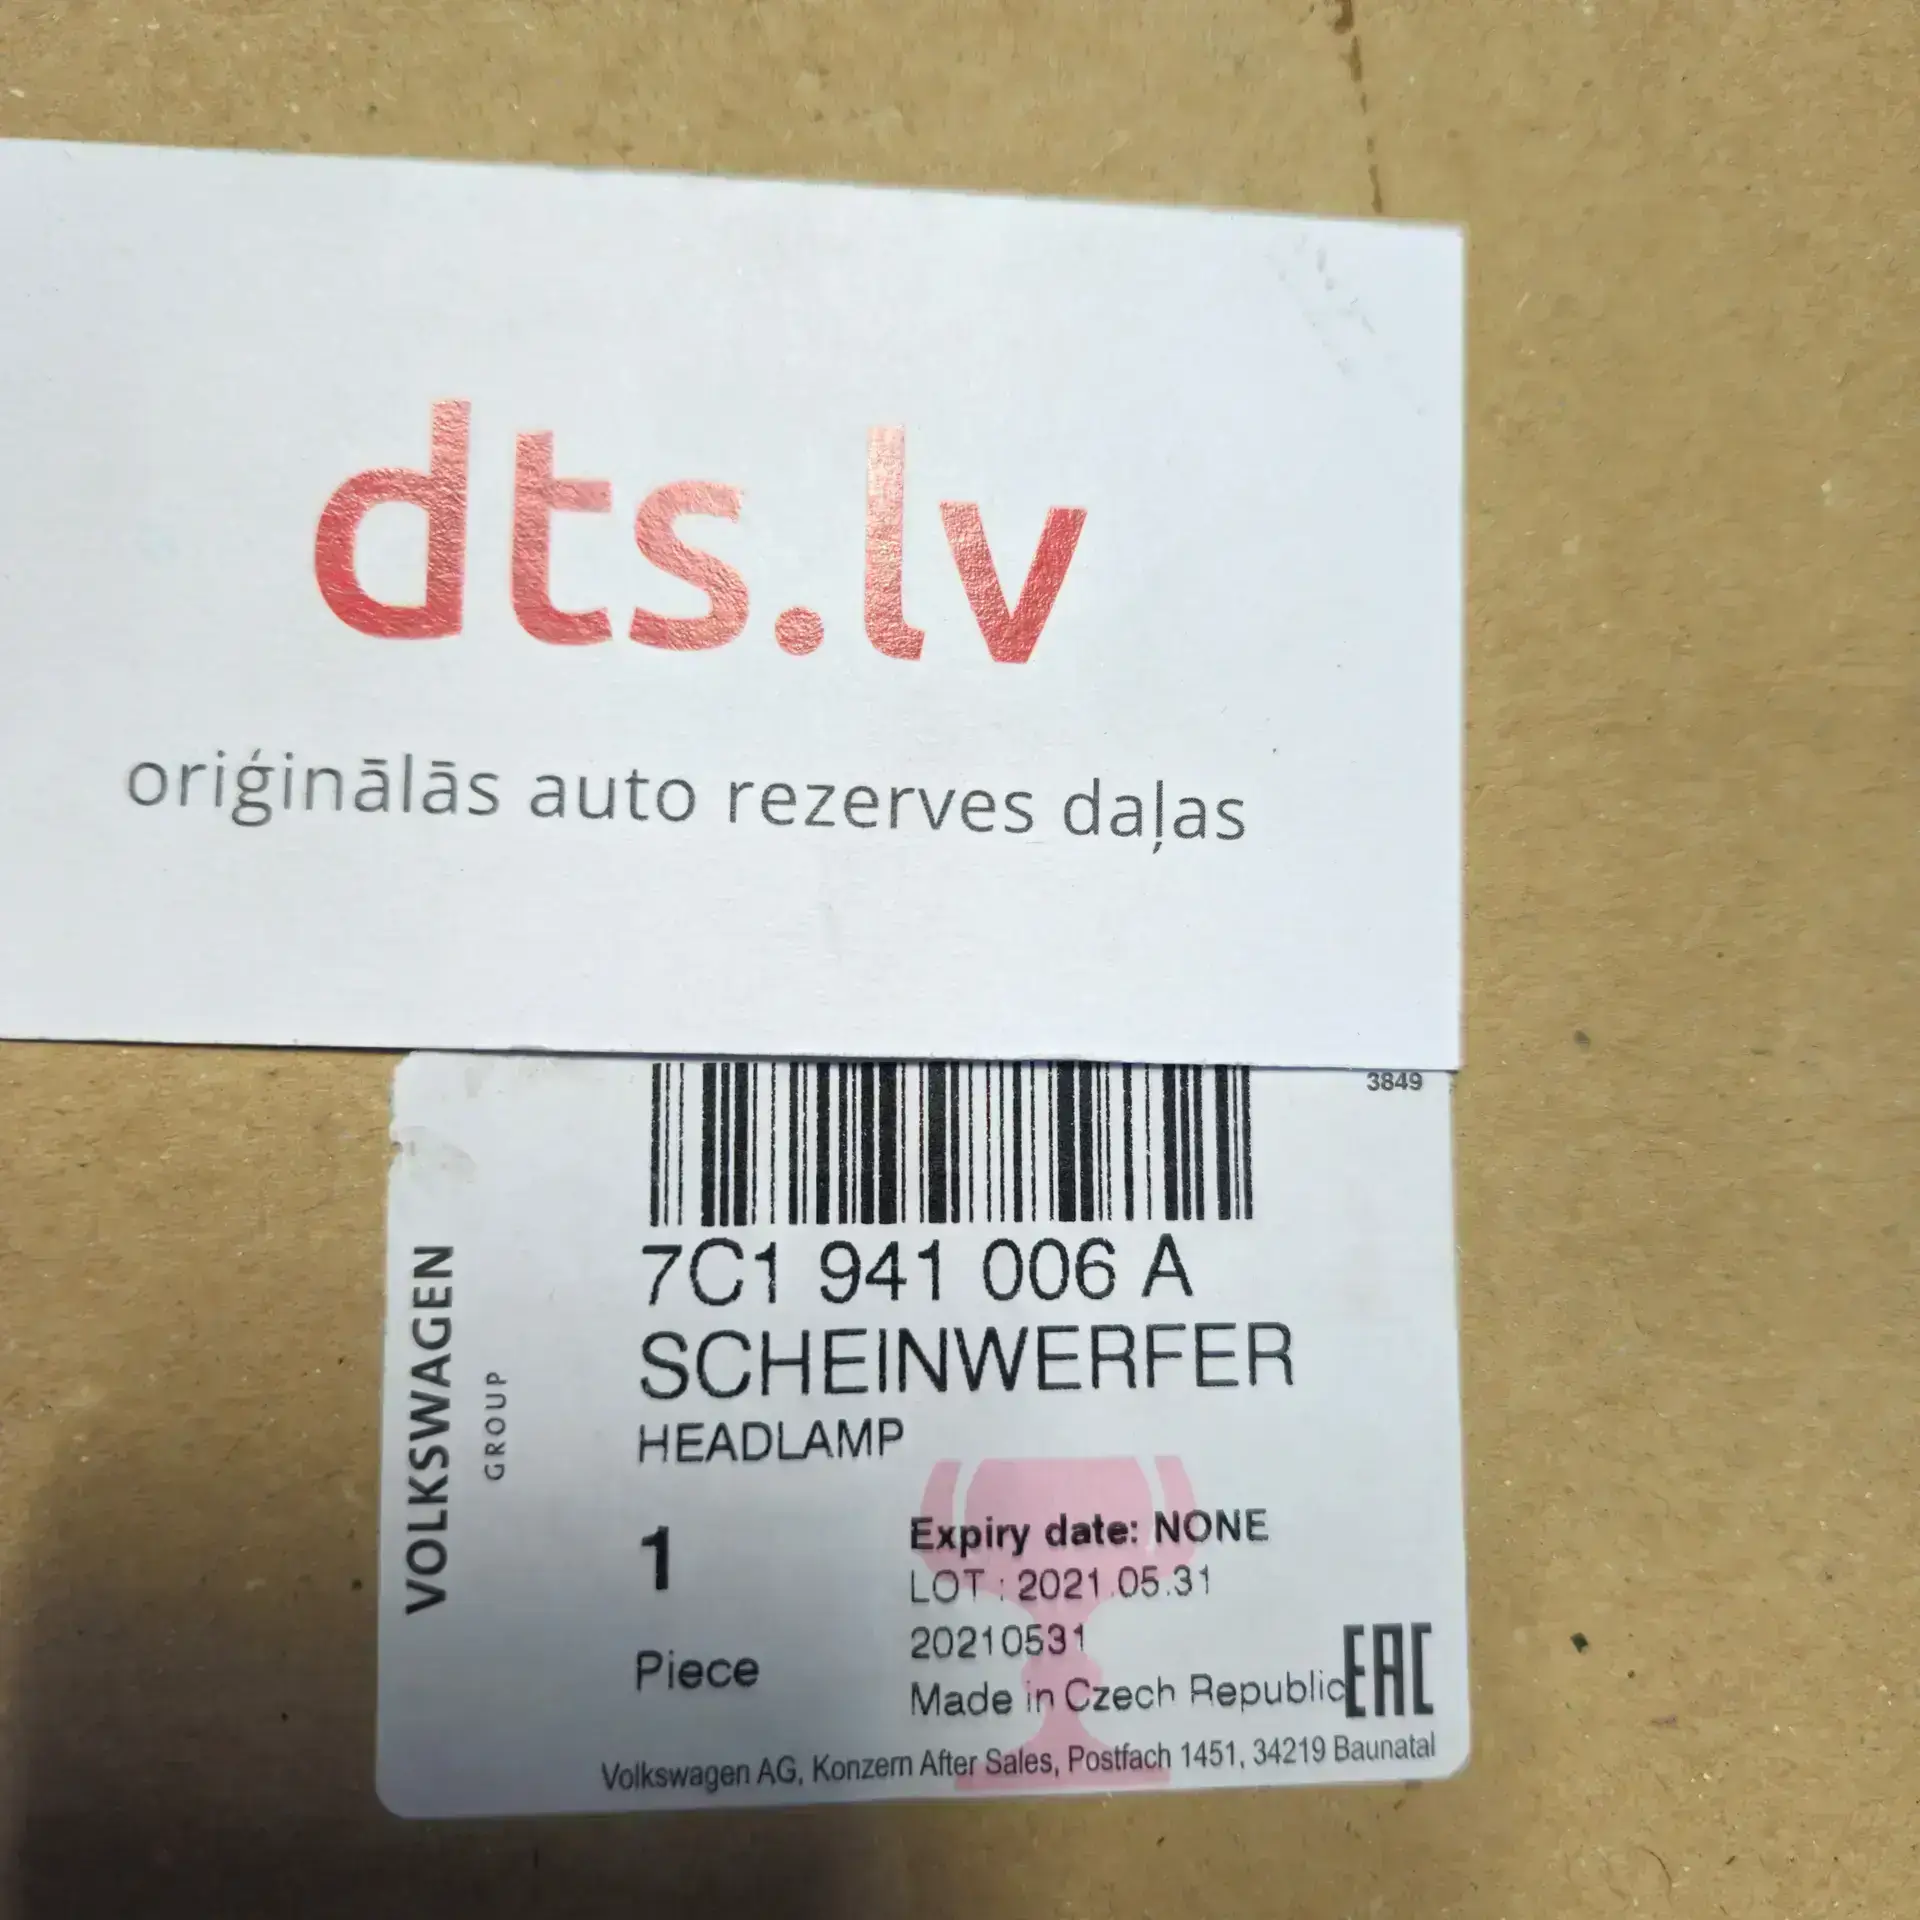 dts.lv
oriģinālās auto rezerves daļas
3849
7C1 941 006 A
SCHEINWERFER
HEADLAMP
VOLKSWAGEN
GROUP
1
Piece
Expiry date: NONE
LOT : 2021.05.31
20210531
Made in Czech Republic
EAC
Volkswagen AG, Konzern After Sales, Postfach 1451, 34219 Baunatal